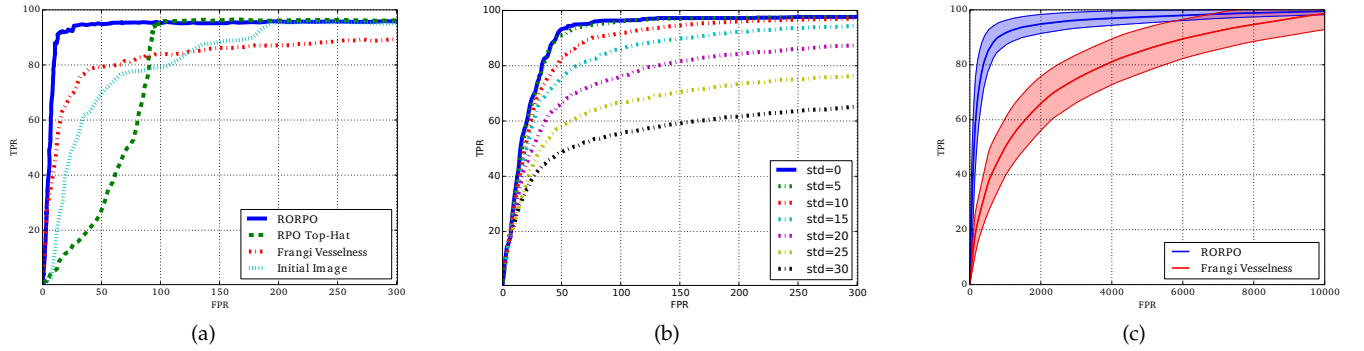 100
80
60
40
20
TPR
0
50
100
150
200
250
300
FPR
RORPO
RPO Top-Hat
Frangi Vesselness
Initial Image
(a)
100
80
60
40
20
TPR
0
50
100
150
200
250
300
FPR
std=0
std=5
std=10
std=15
std=20
std=25
std=30
(b)
100
80
60
40
20
0
TPR
0
2000
4000
6000
8000
10000
FPR
RORPO
Frangi Vesselness
(c)